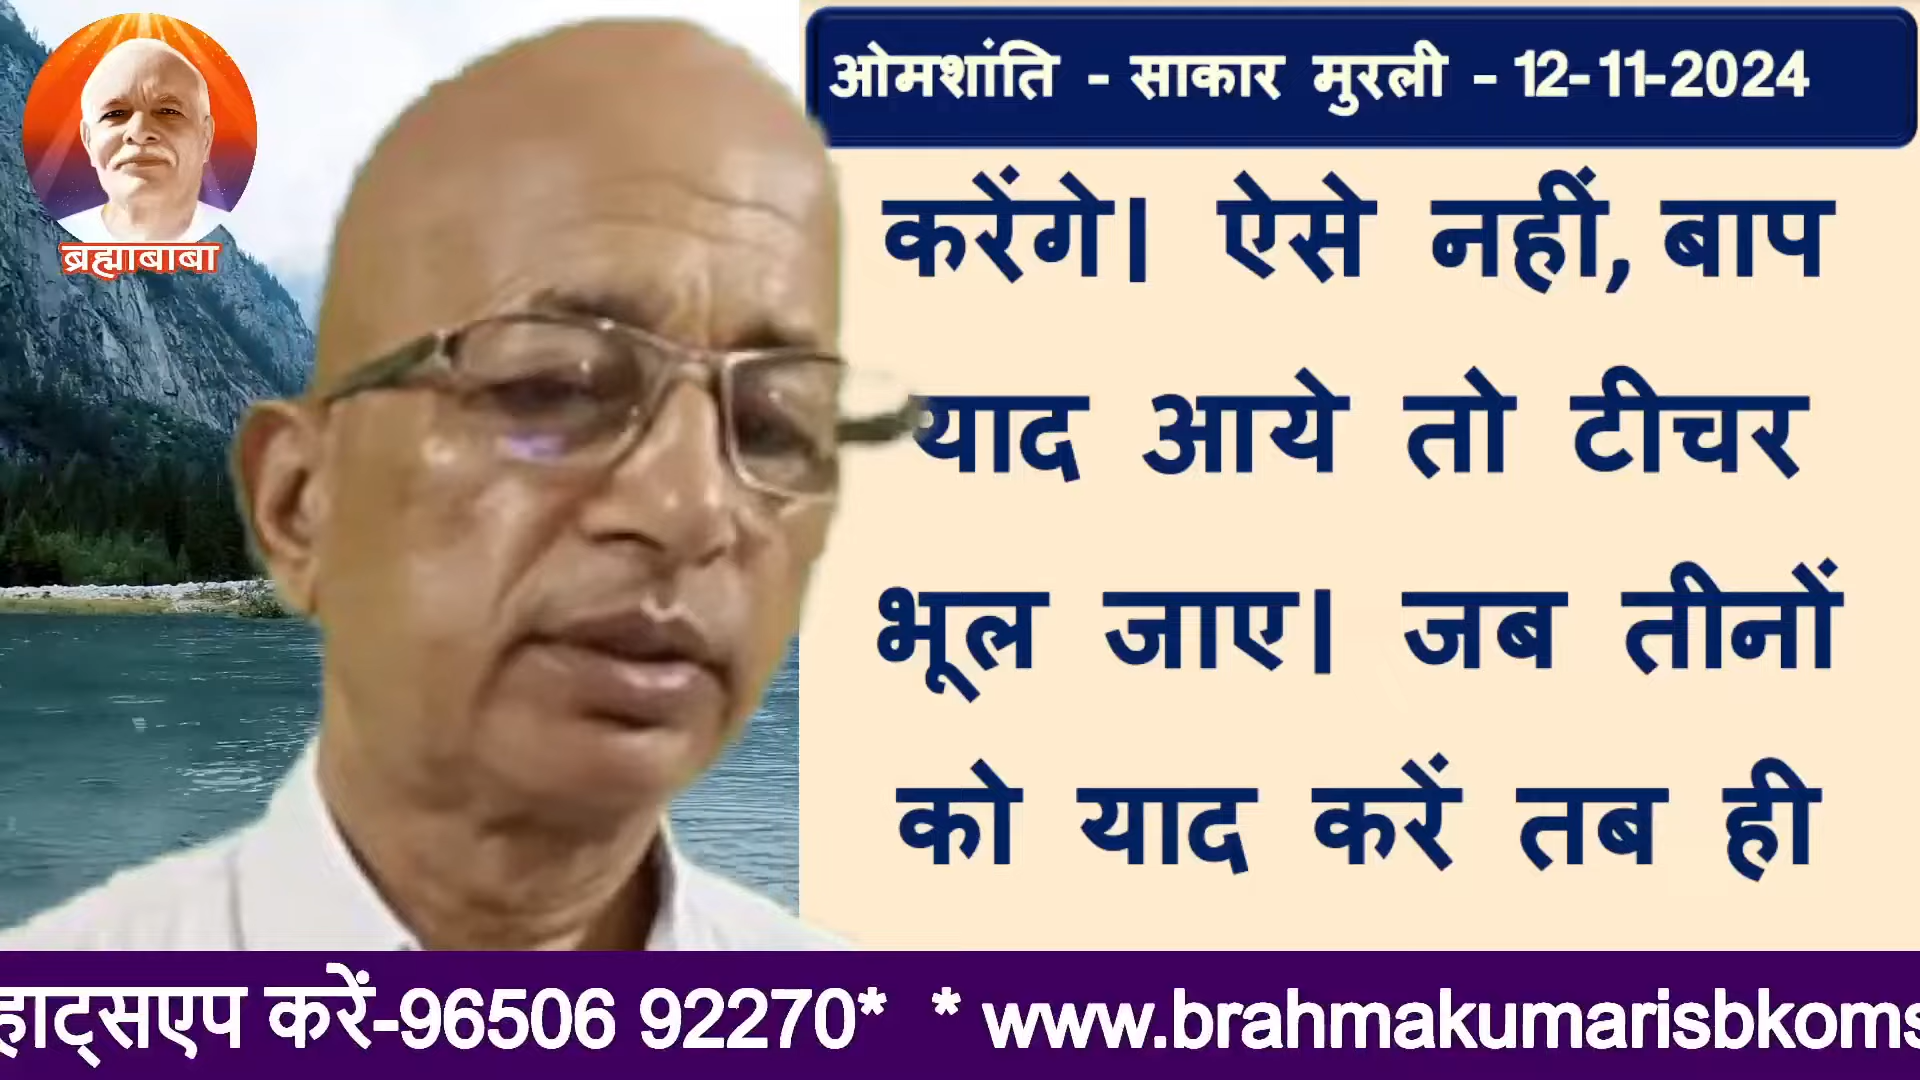 ओमशांति - साकार मुरली - 12-11-2024
ब्रह्माबाबा
करेंगे। ऐसे नहीं, बाप
याद आये तो टीचर
भूल जाए। जब तीनों
को याद करें तब ही
करें-96506 92270* * www.brahmakumarisbkoms